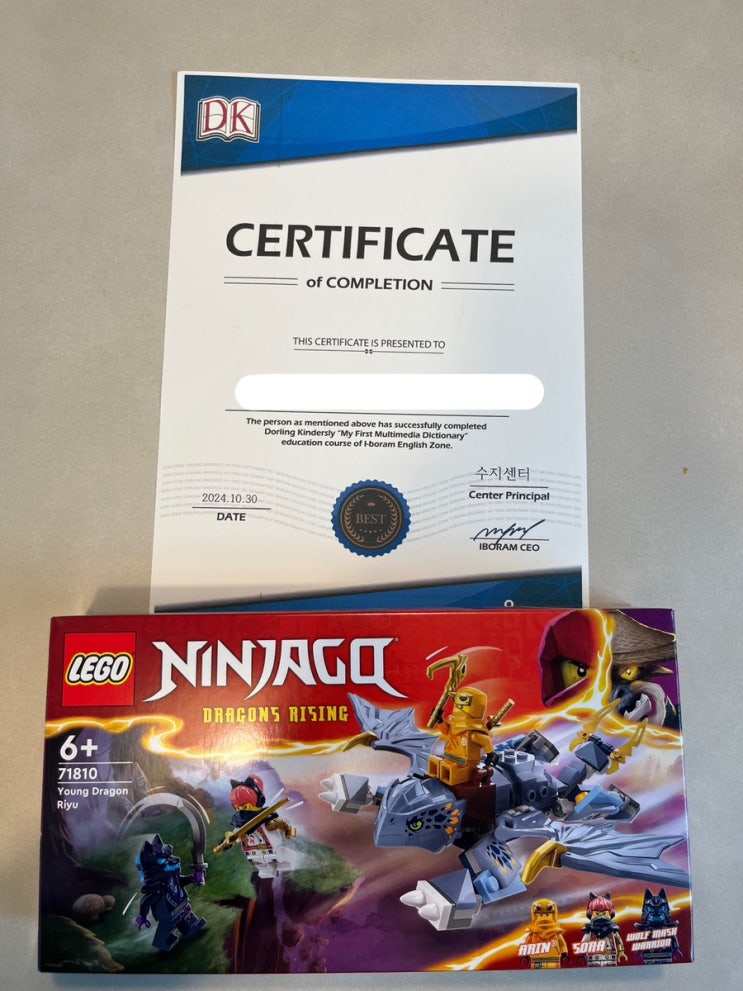 DK
CERTIFICATE
of COMPLETION
THIS CERTIFICATE IS PRESENTED TO
The person as mentioned above has successfully completed
Dorling Kindersly "My First Multimedia Dictionary"
education course of I-boram English Zone.
2024.10.30
DATE
BEST
수지센터
Center Principal
iBORAM CEO
LEGO
NINJAGO
DRAGONS RISING
6+
71810
Young Dragon
Riyu
ARIN
SORA
WOLF MASK
WARRIOR